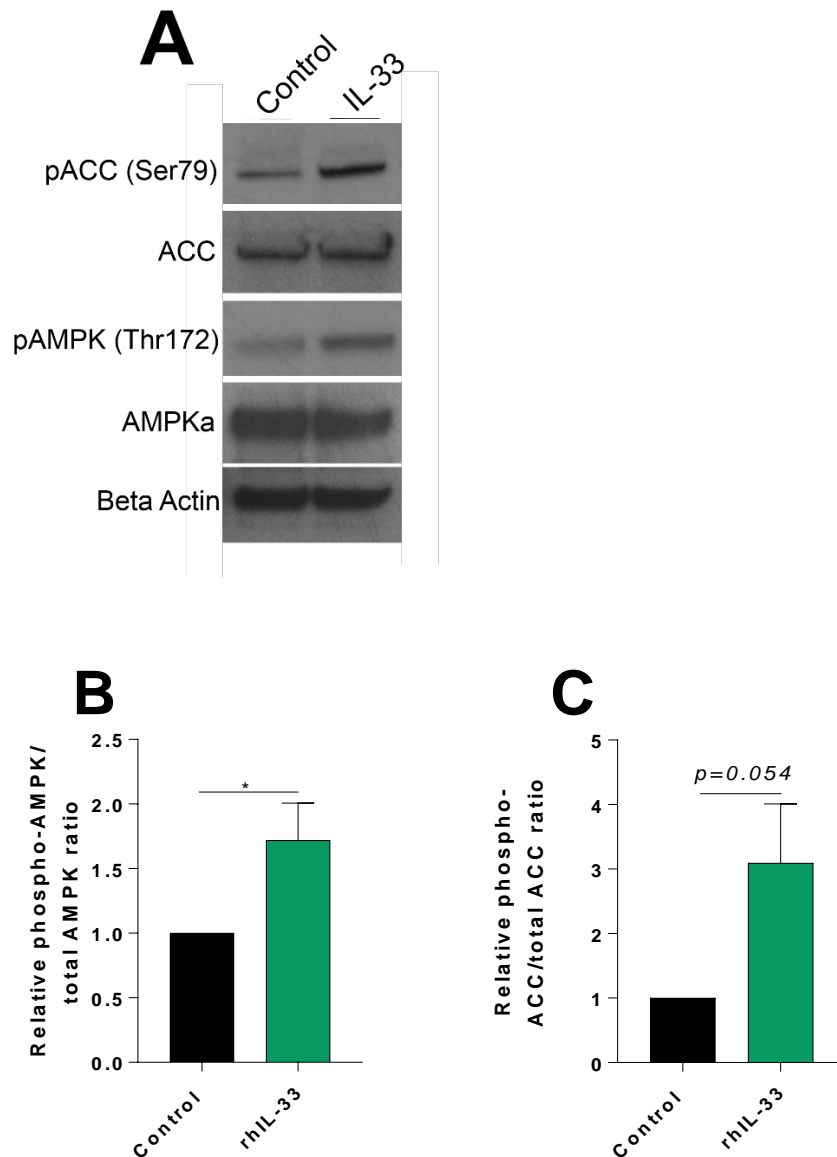 A
Control
IL-33
pACC (Ser79)
ACC
pAMPK (Thr172)
AMPKa
Beta Actin
B
Relative phospho-AMPK/
total AMPK ratio
2.5
2.0
1.5
1.0
0.5
0.0
*
Control
rhIL-33
C
Relative phospho-
ACC/total ACC ratio
5
4
3
2
1
0
p=0.054
Control
rhIL-33